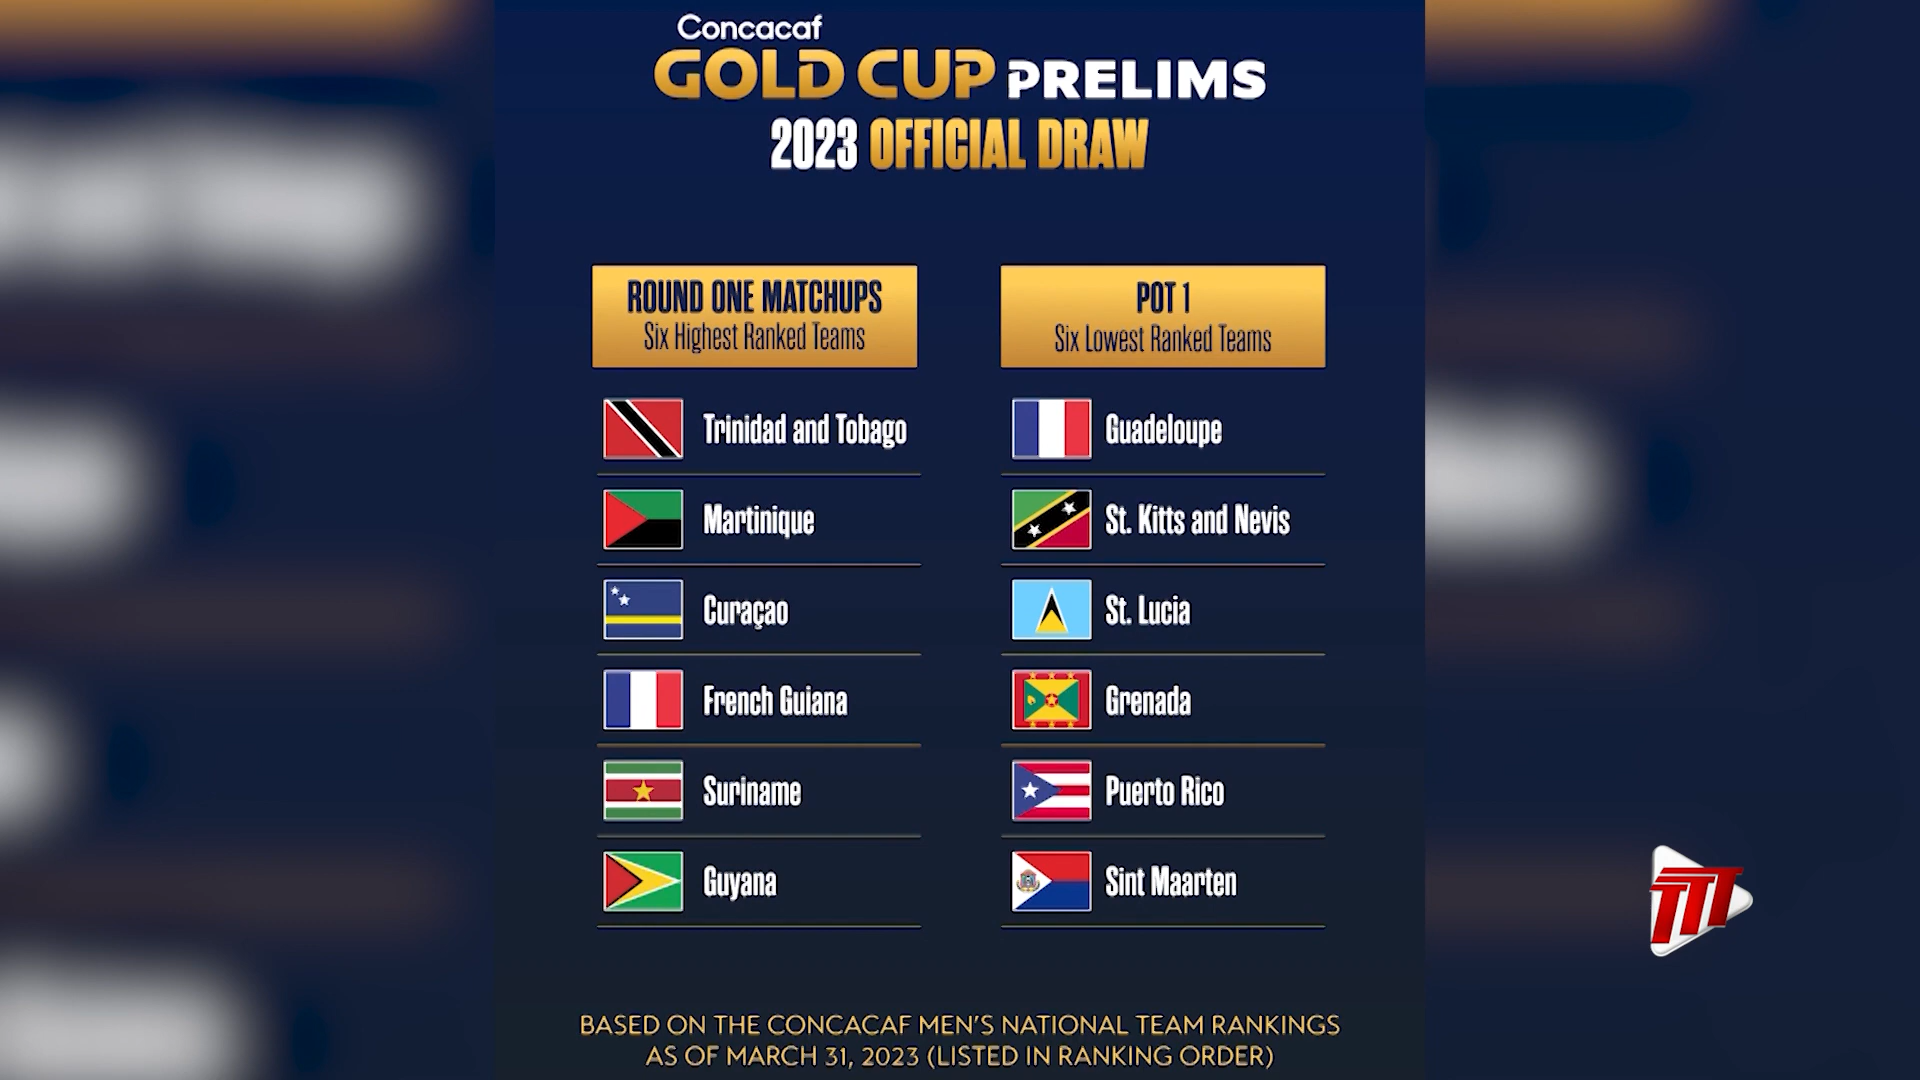 Concacaf
GOLD CUP PRELIMS
2023 OFFICIAL DRAW
ROUND ONE MATCHUPS
Six Highest Ranked Teams
Trinidad and Tobago
Martinique
Curaçao
French Guiana
Suriname
Guyana
POT 1
Six Lowest Ranked Teams
Guadeloupe
St. Kitts and Nevis
St. Lucia
Grenada
Puerto Rico
Sint Maarten
BASED ON THE CONCACAF MEN'S NATIONAL TEAM RANKINGS
AS OF MARCH 31, 2023 (LISTED IN RANKING ORDER)
TTT